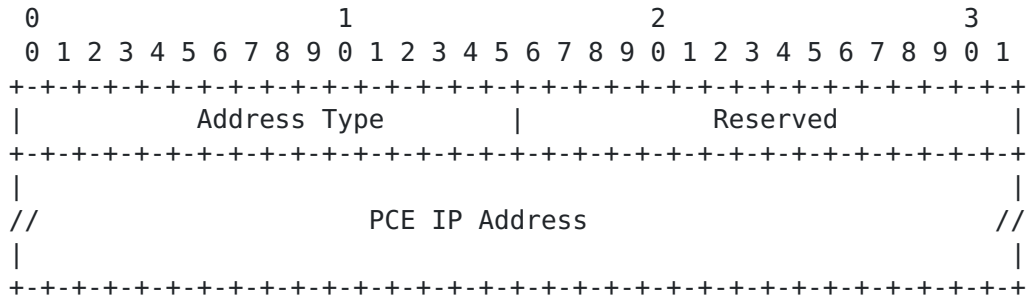 0                   1                   2                   3
 0 1 2 3 4 5 6 7 8 9 0 1 2 3 4 5 6 7 8 9 0 1 2 3 4 5 6 7 8 9 0 1
+-+-+-+-+-+-+-+-+-+-+-+-+-+-+-+-+-+-+-+-+-+-+-+-+-+-+-+-+-+-+-+-+
|           Address Type        |            Reserved           |
+-+-+-+-+-+-+-+-+-+-+-+-+-+-+-+-+-+-+-+-+-+-+-+-+-+-+-+-+-+-+-+-+
|                                                               |
//                     PCE IP Address                          //
|                                                               |
+-+-+-+-+-+-+-+-+-+-+-+-+-+-+-+-+-+-+-+-+-+-+-+-+-+-+-+-+-+-+-+-+